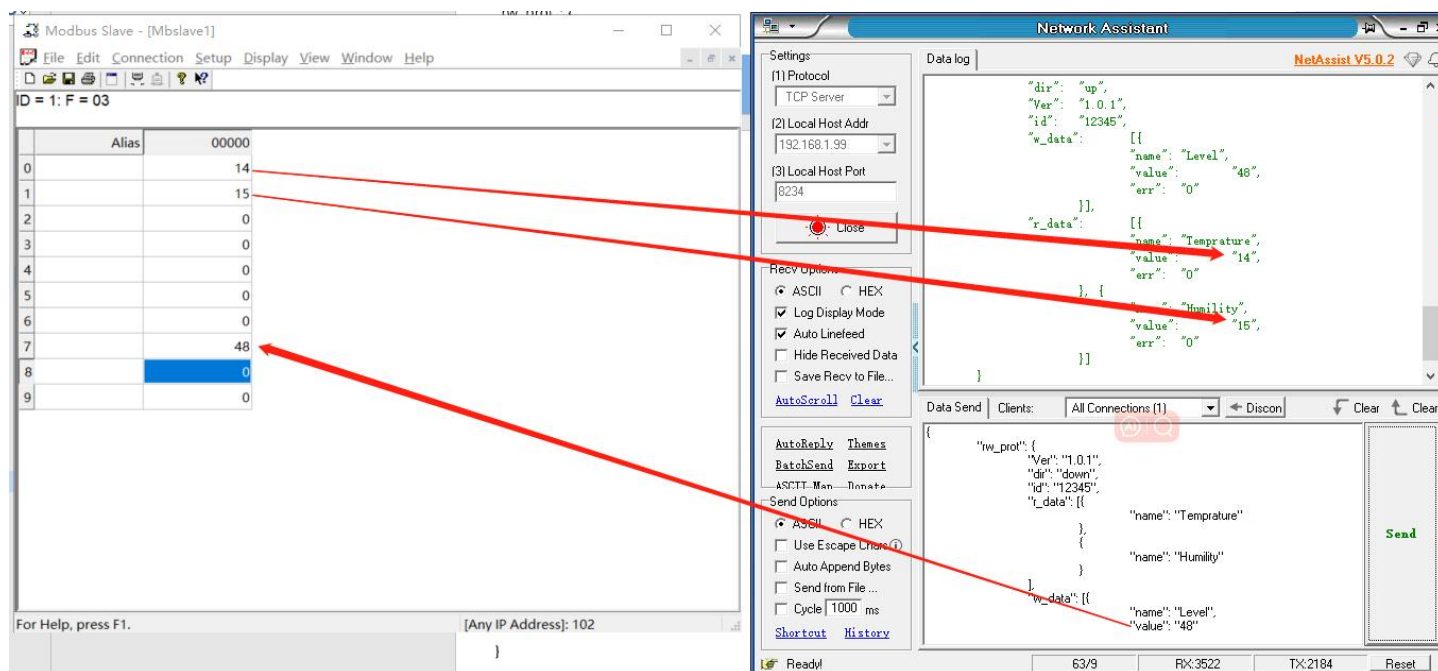 rw_prot : {
Modbus Slave - [Mbslave1]
File Edit Connection Setup Display View Window Help
ID = 1: F = 03
Alias 00000
0 14
1 15
2 0
3 0
4 0
5 0
6 0
7 48
8 0
9 0
For Help, press F1. [Any IP Address]: 102
}
Network Assistant
Settings
(1) Protocol
TCP Server
(2) Local Host Addr
192.168.1.99
(3) Local Host Port
8234
Close
Recv Options
ASCII HEX
Log Display Mode
Auto Linefeed
Hide Received Data
Save Recv to File...
AutoScroll Clear
AutoReply Themes
BatchSend Export
ASCII Map Donate
Send Options
ASCII HEX
Use Escape Chars
Auto Append Bytes
Send from File ...
Cycle 1000 ms
Shortcut History
Data log NetAssist V5.0.2
"dir": "up",
"Ver": "1.0.1",
"id": "12345",
"w_data": [{
"name": "Level",
"value": "48",
"err": "0"
}],
"r_data": [{
"name": "Temprature",
"value": "14",
"err": "0"
}, {
"Humility",
"value": "15",
"err": "0"
}]
}
Data Send Clients: All Connections (1) Discon Clear Clear
{
"rw_prot": {
"Ver": "1.0.1",
"dir": "down",
"id": "12345",
"r_data": [{
"name": "Temprature"
},
{
"name": "Humility"
}
],
"w_data": [{
"name": "Level",
"value": "48"
Send
Ready! 63/9 RX:3522 TX:2184 Reset